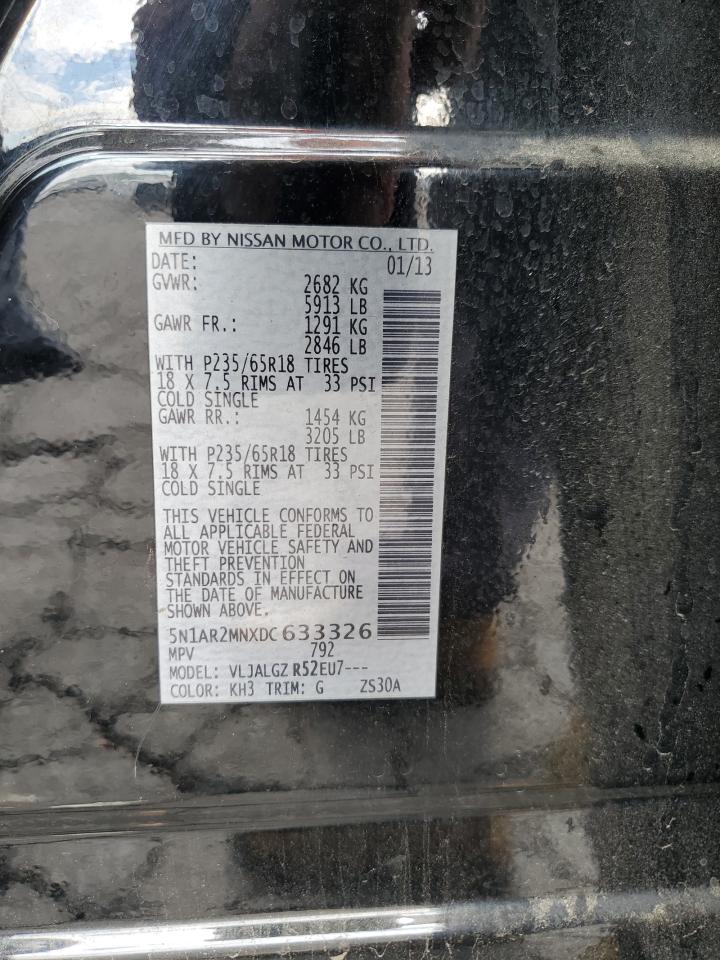 MFD BY NISSAN MOTOR CO., LTD.
DATE: 01/13
GVWR: 2682 KG
5913 LB
GAWR FR.: 1291 KG
2846 LB
WITH P235/65R18 TIRES
18 X 7.5 RIMS AT 33 PSI
COLD SINGLE
GAWR RR.: 1454 KG
3205 LB
WITH P235/65R18 TIRES
18 X 7.5 RIMS AT 33 PSI
COLD SINGLE
THIS VEHICLE CONFORMS TO
ALL APPLICABLE FEDERAL
MOTOR VEHICLE SAFETY AND
THEFT PREVENTION
STANDARDS IN EFFECT ON
THE DATE OF MANUFACTURE
SHOWN ABOVE.
5N1AR2MNXDC633326
MPV 792
MODEL: VLJALGZ R52EU7---
COLOR: KH3 TRIM: G ZS30A